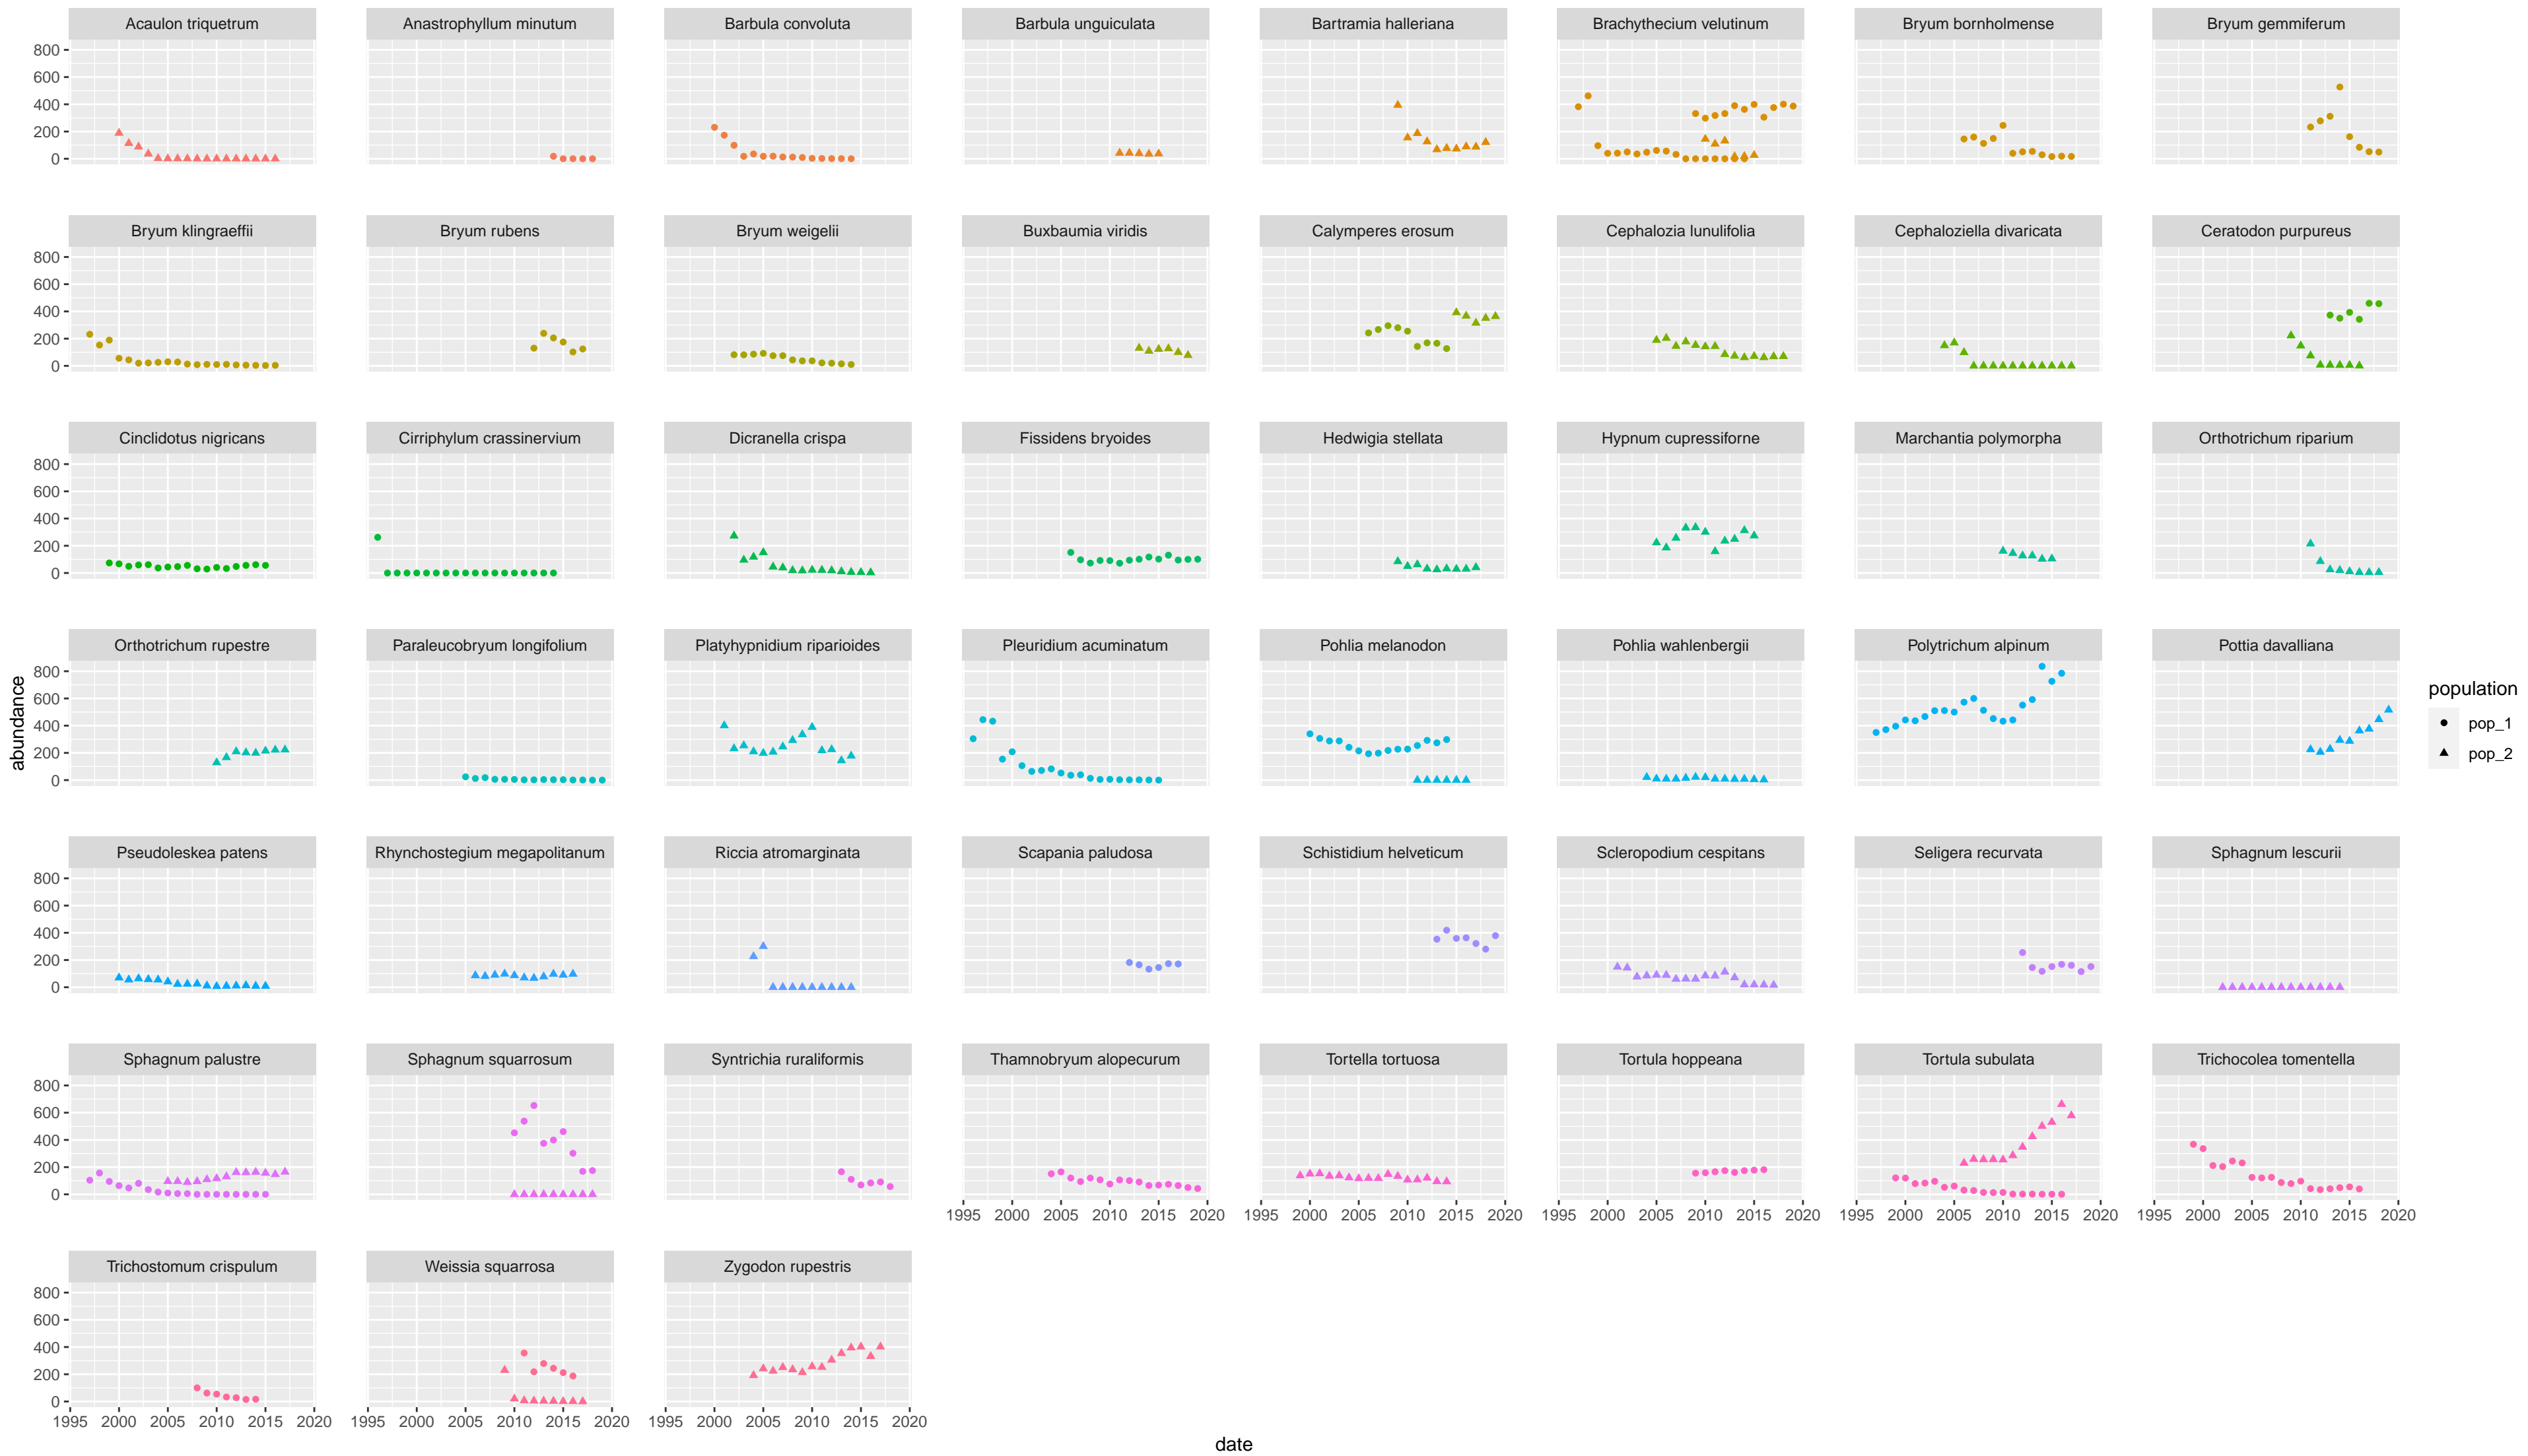 Acaulon triquetrum Anastrophyllum minutum Barbula convoluta Barbula unguiculata Bartramia halleriana Brachythecium velutinum Bryum bornholmense Bryum gemmiferum
800
600
400
200
0
Bryum klingraeffii Bryum rubens Bryum weigelii Buxbaumia viridis Calymperes erosum Cephalozia lunulifolia Cephaloziella divaricata Ceratodon purpureus
800
600
400
200
0
Cinclidotus nigricans Cirriphylum crassinervium Dicranella crispa Fissidens bryoides Hedwigia stellata Hypnum cupressiforne Marchantia polymorpha Orthotrichum riparium
800
600
400
200
0
Orthotrichum rupestre Paraleucobryum longifolium Platyhypnidium riparioides Pleuridium acuminatum Pohlia melanodon Pohlia wahlenbergii Polytrichum alpinum Pottia davalliana
800
600
400
200
0
abundance
population
pop_1
pop_2
Pseudoleskea patens Rhynchostegium megapolitanum Riccia atromarginata Scapania paludosa Schistidium helveticum Scleropodium cespitans Seligera recurvata Sphagnum lescurii
800
600
400
200
0
Sphagnum palustre Sphagnum squarrosum Syntrichia ruraliformis Thamnobryum alopecurum Tortella tortuosa Tortula hoppeana Tortula subulata Trichocolea tomentella
800
600
400
200
0
1995 2000 2005 2010 2015 2020 1995 2000 2005 2010 2015 2020 1995 2000 2005 2010 2015 2020 1995 2000 2005 2010 2015 2020 1995 2000 2005 2010 2015 2020
Trichostomum crispulum Weissia squarrosa Zygodon rupestris
800
600
400
200
0
1995 2000 2005 2010 2015 2020 1995 2000 2005 2010 2015 2020 1995 2000 2005 2010 2015 2020
date